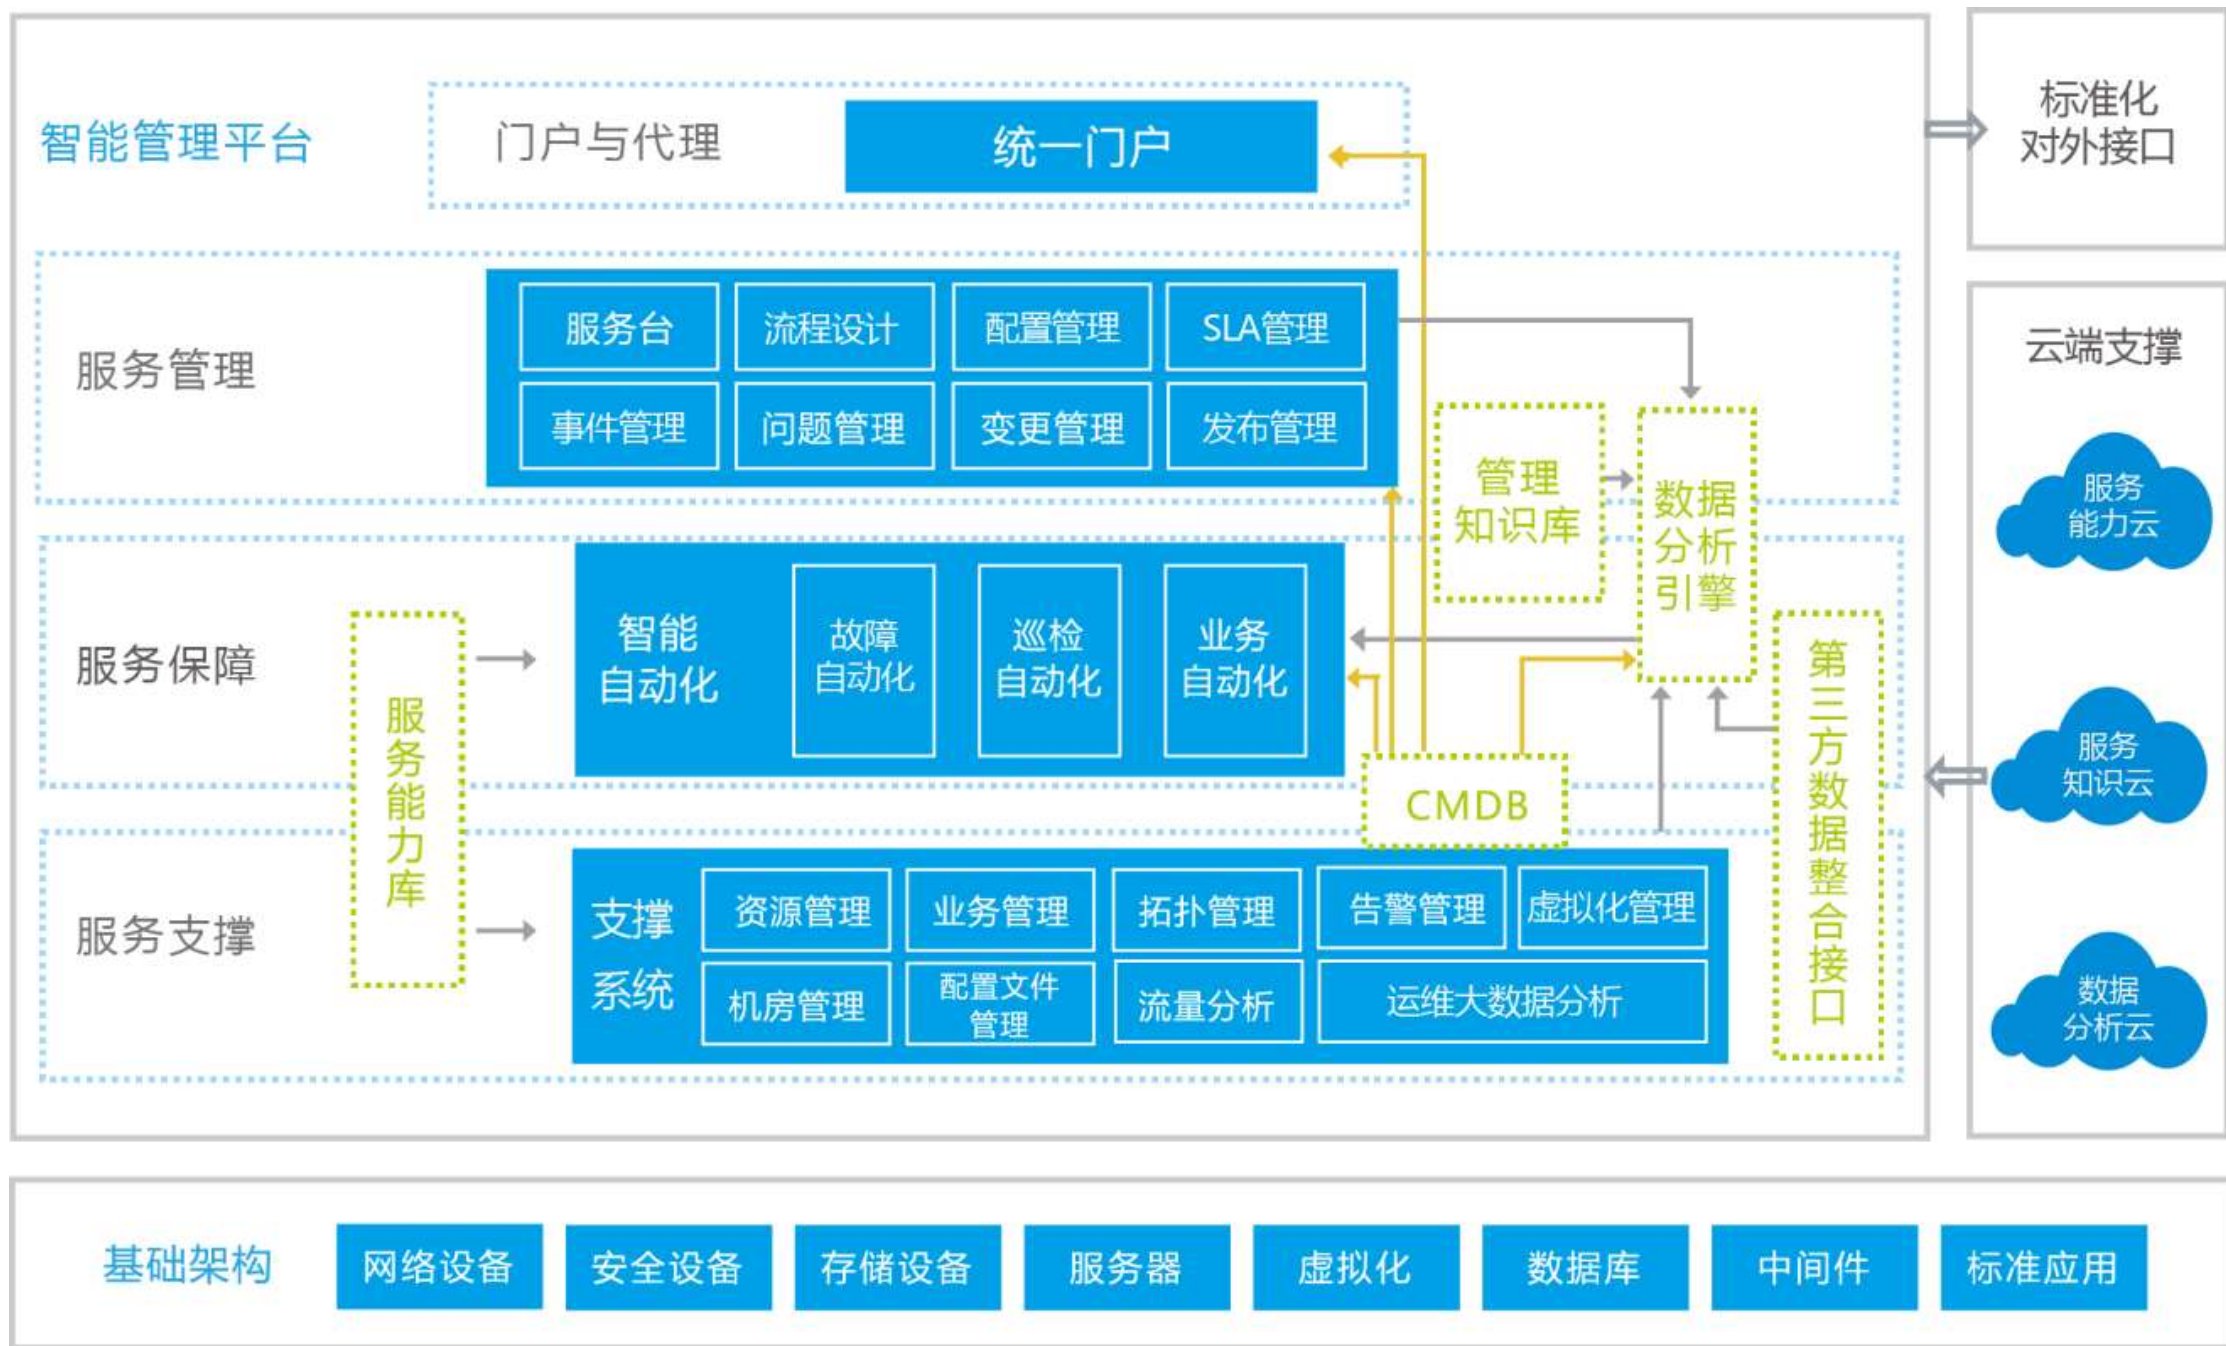 智能管理平台
门户与代理
统一门户
标准化
对外接口
服务管理
服务台
流程设计
配置管理
SLA管理
事件管理
问题管理
变更管理
发布管理
管理
知识库
数据
分析
引擎
云端支撑
服务
能力云
服务
知识云
数据
分析云
服务保障
服
务
能
力
库
智能
自动化
故障
自动化
巡检
自动化
业务
自动化
CMDB
第
三
方
数
据
整
合
接
口
服务支撑
支撑
系统
资源管理
业务管理
拓扑管理
告警管理
虚拟化管理
机房管理
配置文件
管理
流量分析
运维大数据分析
基础架构
网络设备
安全设备
存储设备
服务器
虚拟化
数据库
中间件
标准应用